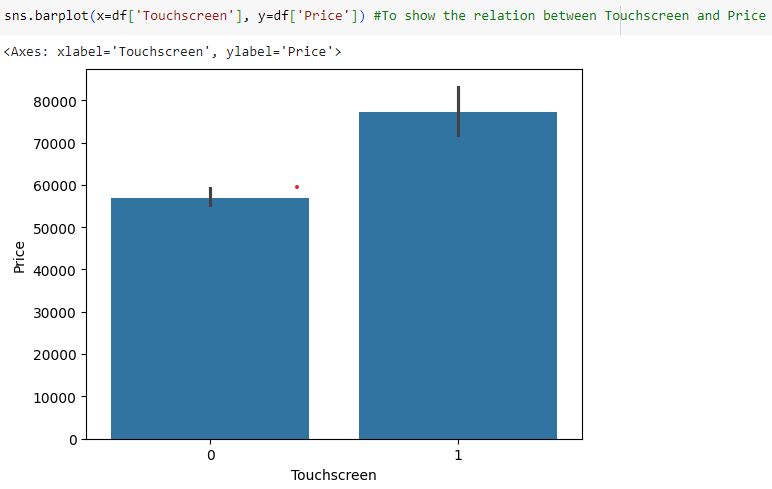 sns.barplot(x=df['Touchscreen'], y=df['Price']) #To show the relation between Touchscreen and Price
<Axes: xlabel='Touchscreen', ylabel='Price'>
80000
70000
60000
50000
40000
30000
20000
10000
0
Price
0 1
Touchscreen